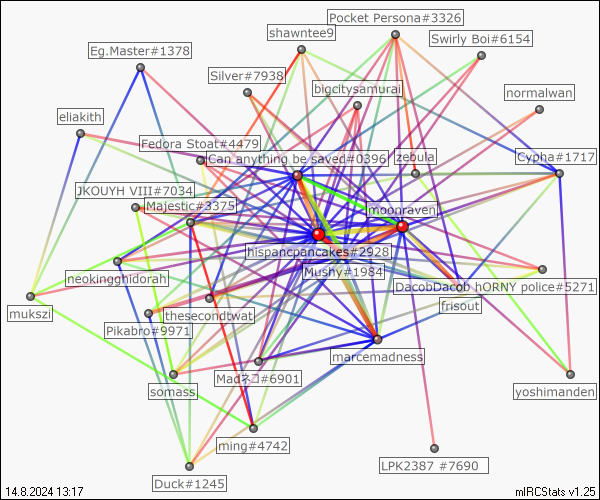 Pocket Persona#3326
shawntee9
Swirly Boi#6154
Eg.Master#1378
Silver#7938
bigcitysamurai
normalwan
eliakith
Fedora Stoat#4479
Can anything be saved#0396
zebula
Cypha#1717
JKOUYH VIII#7034
Majestic#3375
moonraven
hispancpancakes#2928
Mushy#1984
neokingghidorah
DacobDacob hORNY police#5271
frisout
mukszi
thesecondtwat
Pikabro#9971
marcemadness
Madネコ#6901
somass
yoshimanden
ming#4742
LPK2387 #7690
Duck#1245
14.8.2024 13:17
mIRCStats v1.25